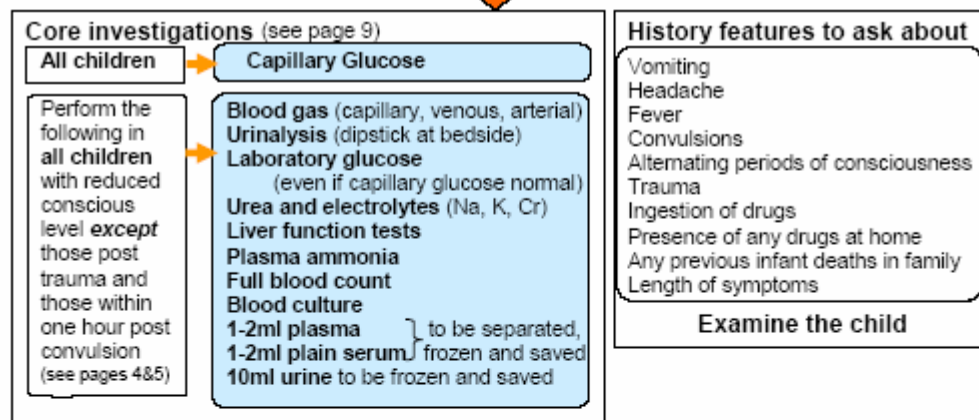 Core investigations (see page 9)
All children
Capillary Glucose
Perform the
following in
all children
with reduced
conscious
level except
those post
trauma and
those within
one hour post
convulsion
(see pages 4&5)
Blood gas (capillary, venous, arterial)
Urinalysis (dipstick at bedside)
Laboratory glucose
(even if capillary glucose normal)
Urea and electrolytes (Na, K, Cr)
Liver function tests
Plasma ammonia
Full blood count
Blood culture
1-2ml plasma to be separated,
1-2ml plain serum frozen and saved
10ml urine to be frozen and saved
History features to ask about
Vomiting
Headache
Fever
Convulsions
Alternating periods of consciousness
Trauma
Ingestion of drugs
Presence of any drugs at home
Any previous infant deaths in family
Length of symptoms
Examine the child